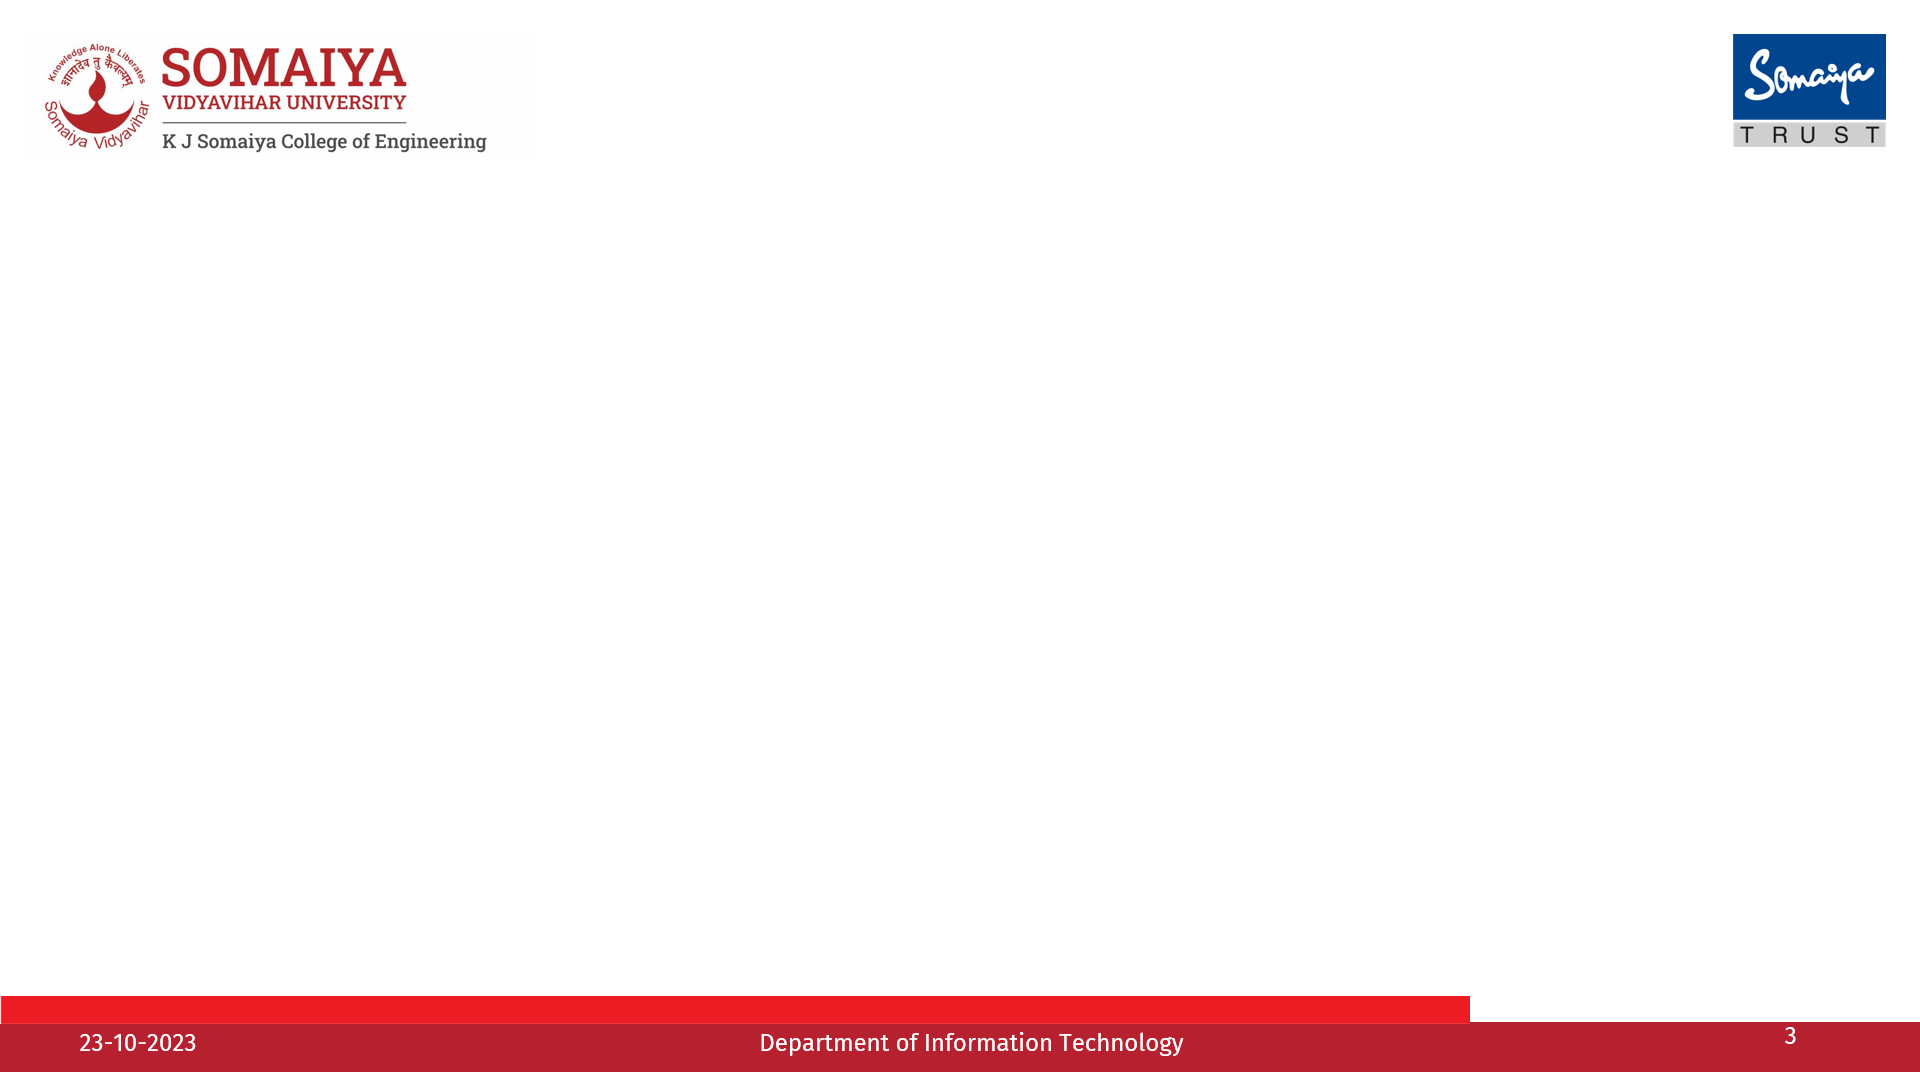 Knowledge Alone Liberates
ज्ञानादेव तु कैवल्यम्
Somaiya Vidyavihar
SOMAIYA
VIDYAVIHAR UNIVERSITY
K J Somaiya College of Engineering
Somaiya
TRUST
23-10-2023
Department of Information Technology
3